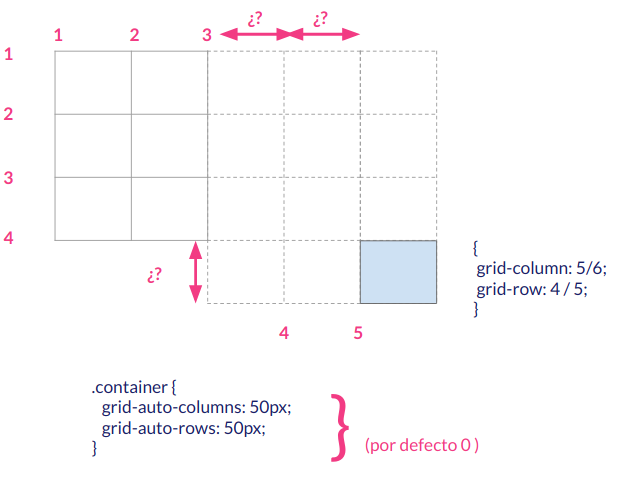 ¿? ¿?
1 2 3
1
2
3
4
¿?
{
grid-column: 5/6;
grid-row: 4 / 5;
}
4 5
.container {
grid-auto-columns: 50px;
grid-auto-rows: 50px;
}
}
(por defecto 0 )